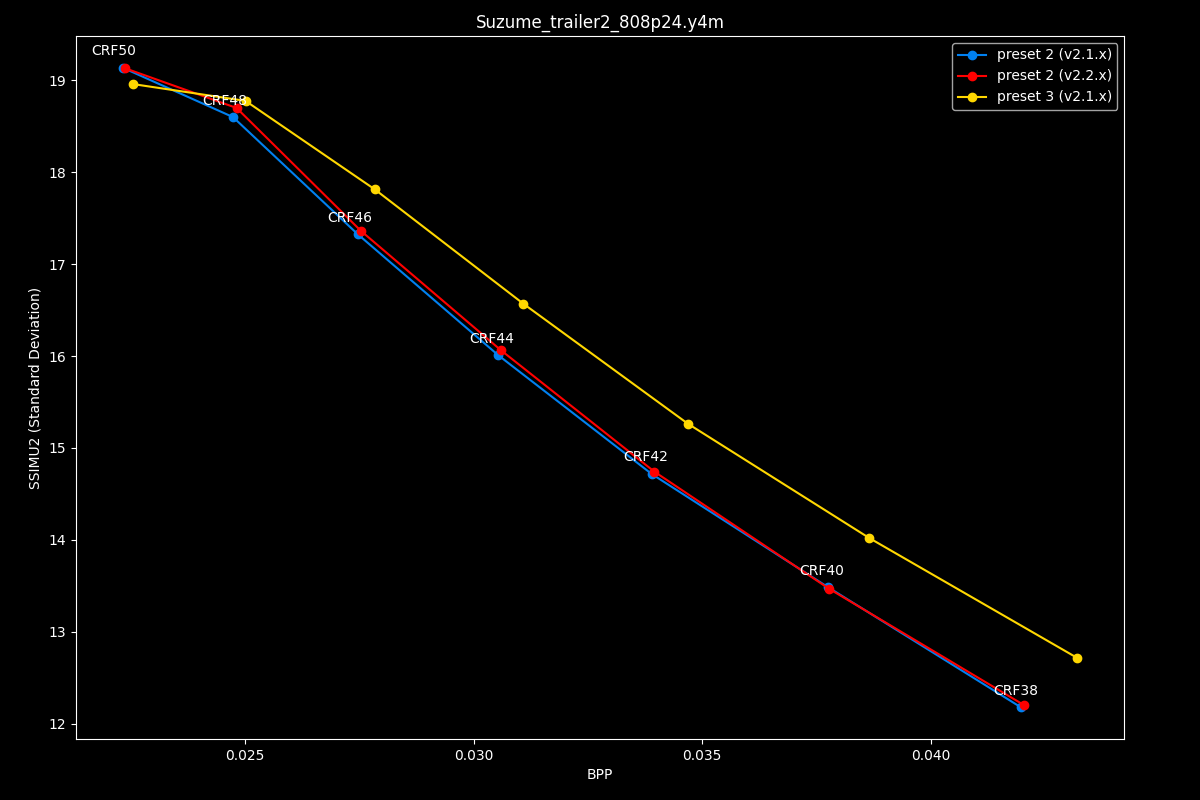 Suzume_trailer2_808p24.y4m
preset 2 (v2.1.x)
preset 2 (v2.2.x)
preset 3 (v2.1.x)
CRF50
CRF48
CRF46
CRF44
CRF42
CRF40
CRF38
SSIMU2 (Standard Deviation)
19
18
17
16
15
14
13
12
0.025 0.030 0.035 0.040
BPP